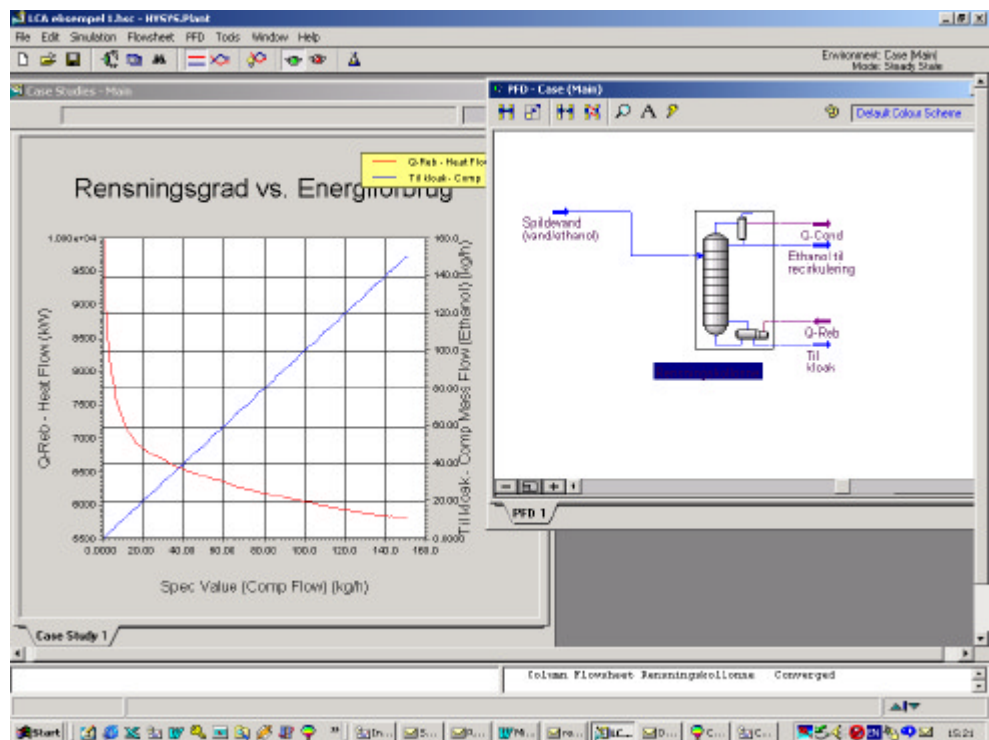 LCA eksempel 1.hsc - HYSYS.Plant
File Edit Simulation Flowsheet PFD Tools Window Help
Environment: Case (Main)
Mode: Steady State
Case Studies - Main
Q-Reb - Heat Flo
Til kloak - Comp
Rensningsgrad vs. Energiforbrug
1.000e+04
9500
9000
8500
8000
7500
7000
6500
6000
5500
160.0
140.0
120.0
100.0
80.00
60.00
40.00
20.00
0.0000
Q-Reb - Heat Flow (kW)
Til kloak - Comp Mass Flow (Ethanol) (kg/h)
0.0000 20.00 40.00 60.00 80.00 100.0 120.0 140.0 160.0
Spec Value (Comp Flow) (kg/h)
Case Study 1
PFD - Case (Main)
A
Default Colour Scheme
Spildevand
(vand/ethanol)
Q-Cond
Ethanol til
recirkulering
Q-Reb
Til
kloak
PFD 1
Column Flowsheet Rensningskollonne Converged
Start
15:21